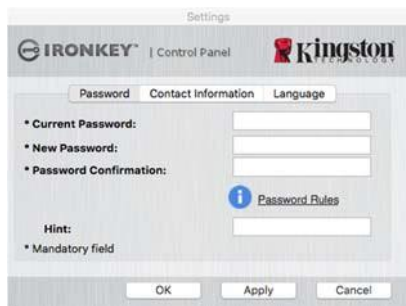 Settings
IRONKEY™ | Control Panel Kingston
TECHNOLOGY
Password Contact Information Language
* Current Password:
* New Password:
* Password Confirmation:
i Password Rules
Hint:
* Mandatory field
OK Apply Cancel